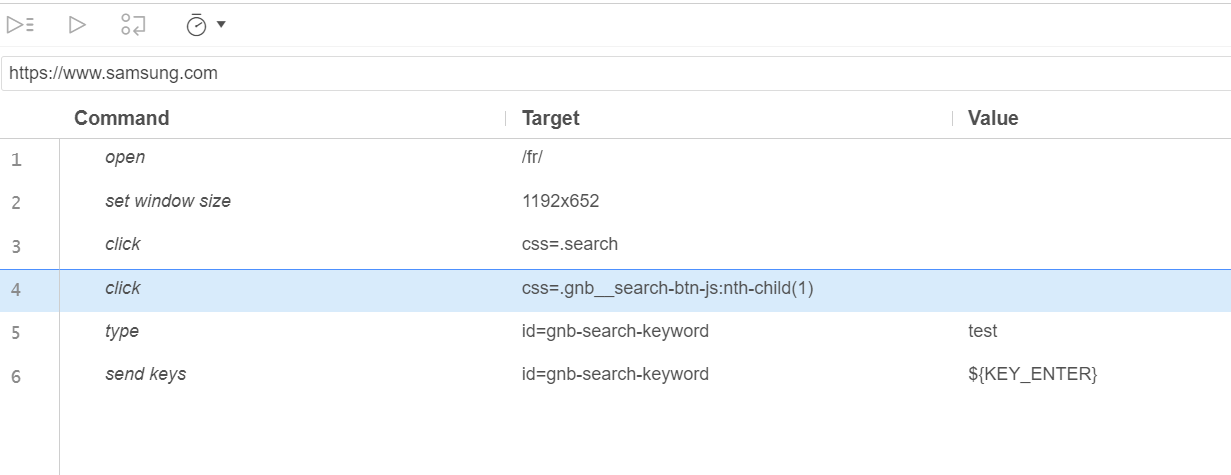 https://www.samsung.com
Command Target Value
1 open /fr/
2 set window size 1192x652
3 click css=.search
4 click css=.gnb__search-btn-js:nth-child(1)
5 type id=gnb-search-keyword test
6 send keys id=gnb-search-keyword ${KEY_ENTER}